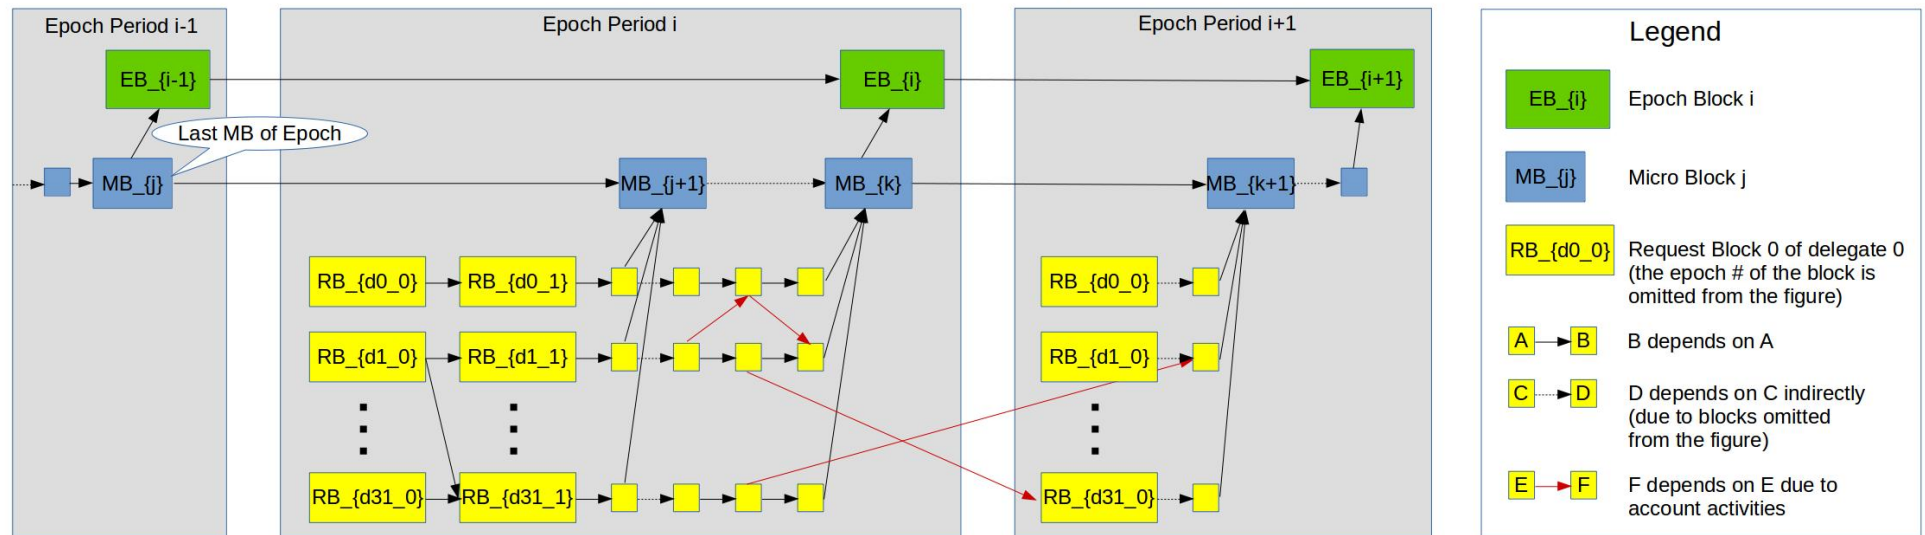 Epoch Period i-1
Epoch Period i
Epoch Period i+1
Legend
EB_{i-1}
EB_{i}
EB_{i+1}
EB_{i}
Epoch Block i
Last MB of Epoch
MB_{j}
MB_{j+1}
MB_{k}
MB_{k+1}
MB_{j}
Micro Block j
RB_{d0_0}
RB_{d0_1}
RB_{d0_0}
RB_{d0_0}
Request Block 0 of delegate 0
(the epoch # of the block is
omitted from the figure)
RB_{d1_0}
RB_{d1_1}
RB_{d1_0}
A
B
B depends on A
C
D
D depends on C indirectly
(due to blocks omitted
from the figure)
RB_{d31_0}
RB_{d31_1}
RB_{d31_0}
E
F
F depends on E due to
account activities